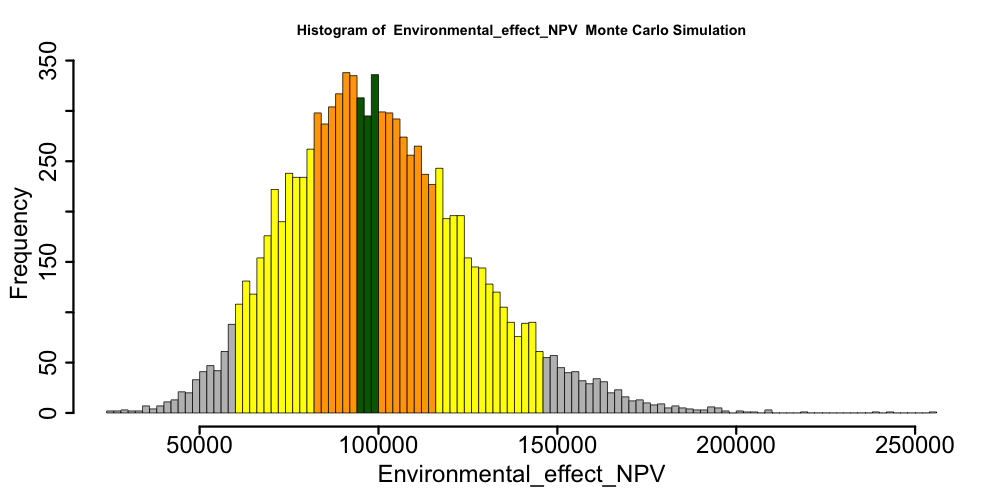 Histogram of Environmental_effect_NPV Monte Carlo Simulation
350
250
150
50
0
Frequency
50000 100000 150000 200000 250000
Environmental_effect_NPV